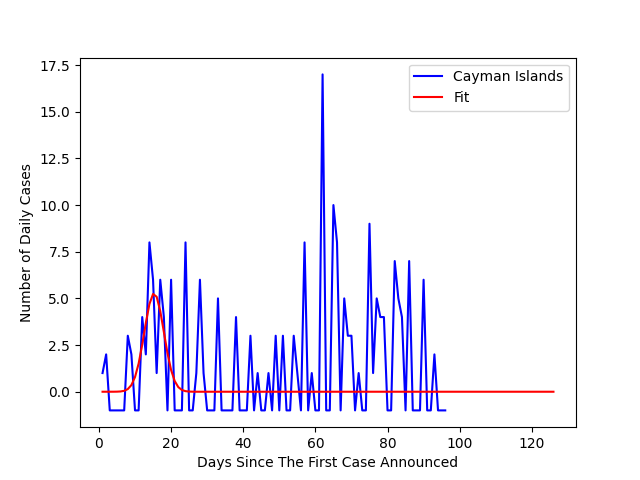 Cayman Islands
Fit
Number of Daily Cases
17.5
15.0
12.5
10.0
7.5
5.0
2.5
0.0
0 20 40 60 80 100 120
Days Since The First Case Announced